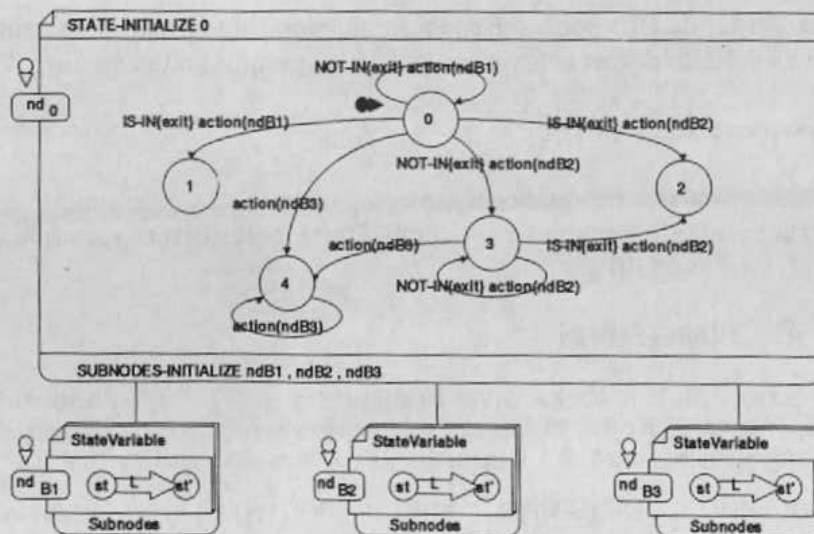 STATE-INITIALIZE 0
NOT-IN{exit} action(ndB1)
nd 0
0
IS-IN{exit} action(ndB1)
IS-IN{exit} action(ndB2)
1
NOT-IN{exit} action(ndB2)
2
action(ndB3)
action(ndB3)
3
IS-IN{exit} action(ndB2)
4
NOT-IN{exit} action(ndB2)
action(ndB3)
SUBNODES-INITIALIZE ndB1 , ndB2 , ndB3
StateVariable
StateVariable
StateVariable
nd B1
st
t.
st'
nd B2
st
t.
st'
nd B3
st
t.
st'
Subnodes
Subnodes
Subnodes